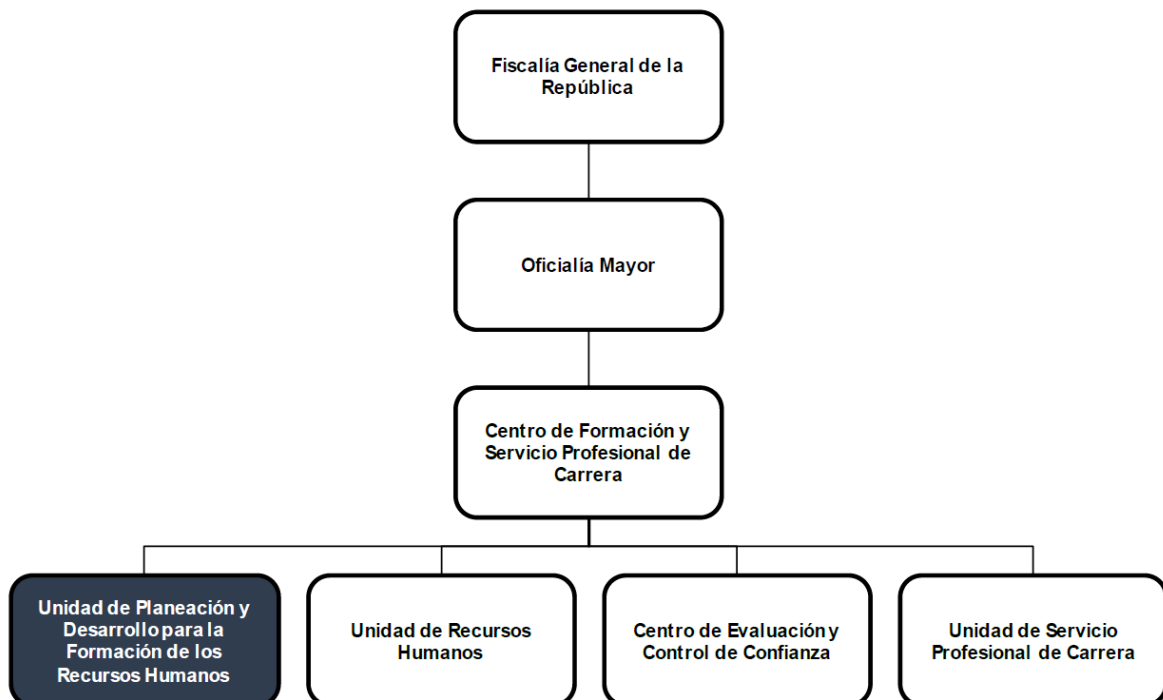 Fiscalía General de la
República
Oficialía Mayor
Centro de Formación y
Servicio Profesional de
Carrera
Unidad de Planeación y
Desarrollo para la
Formación de los
Recursos Humanos
Unidad de Recursos
Humanos
Centro de Evaluación y
Control de Confianza
Unidad de Servicio
Profesional de Carrera